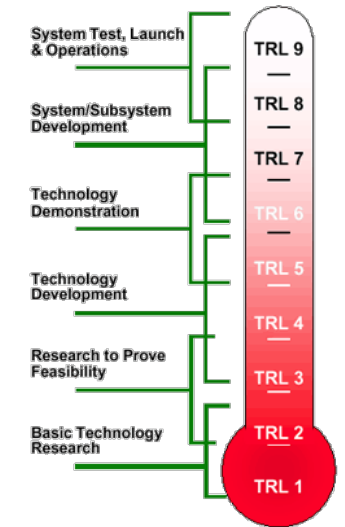 System Test, Launch
& Operations
TRL 9
TRL 8
System/Subsystem
Development
TRL 7
Technology
Demonstration
TRL 6
TRL 5
Technology
Development
TRL 4
Research to Prove
Feasibility
TRL 3
Basic Technology
Research
TRL 2
TRL 1